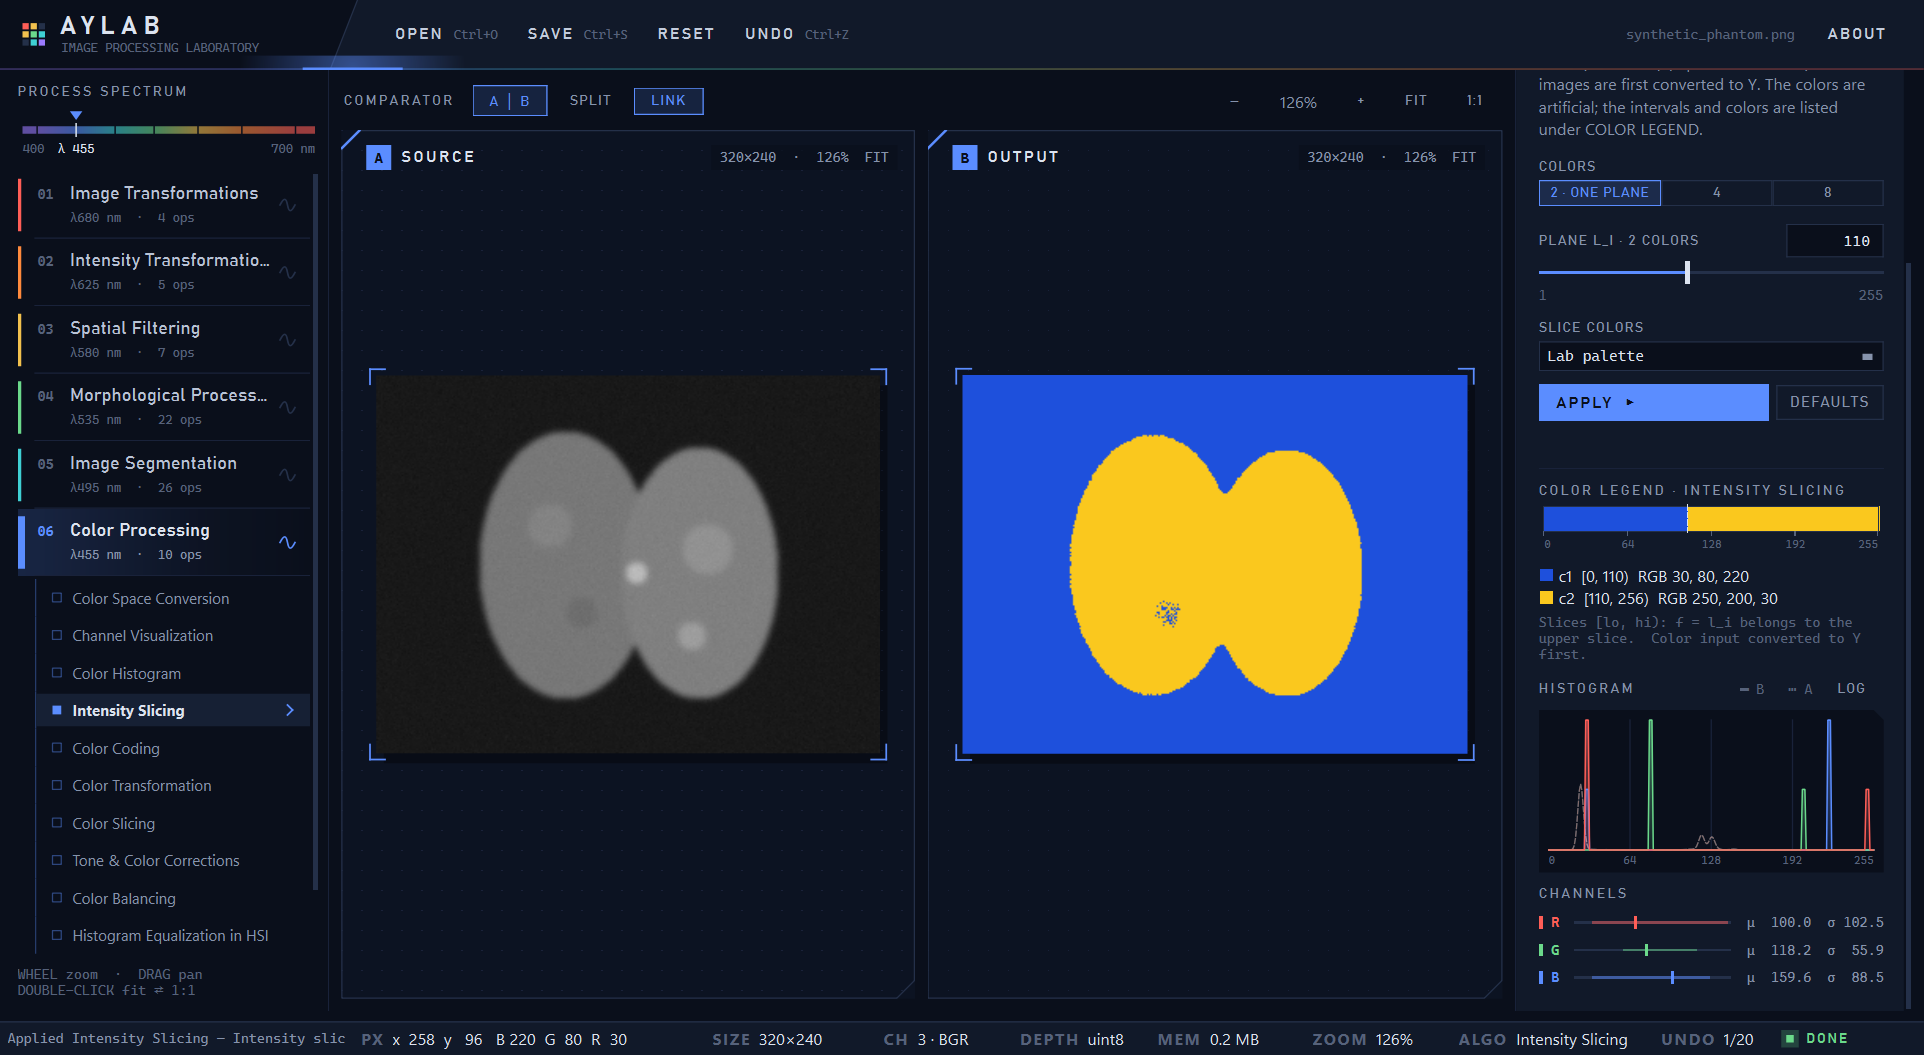 AYLAB
IMAGE PROCESSING LABORATORY
OPEN Ctrl+O SAVE Ctrl+S RESET UNDO Ctrl+Z
synthetic_phantom.png ABOUT
PROCESS SPECTRUM
400 λ 455 700 nm
01 Image Transformations
λ680 nm · 4 ops
02 Intensity Transformatio…
λ625 nm · 5 ops
03 Spatial Filtering
λ580 nm · 7 ops
04 Morphological Process…
λ535 nm · 22 ops
05 Image Segmentation
λ495 nm · 26 ops
06 Color Processing
λ455 nm · 10 ops
Color Space Conversion
Channel Visualization
Color Histogram
Intensity Slicing
Color Coding
Color Transformation
Color Slicing
Tone & Color Corrections
Color Balancing
Histogram Equalization in HSI
WHEEL zoom · DRAG pan
DOUBLE-CLICK fit ⇄ 1:1
COMPARATOR A | B SPLIT LINK − 126% + FIT 1:1
A SOURCE 320×240 · 126% FIT
B OUTPUT 320×240 · 126% FIT
images are first converted to Y. The colors are
artificial; the intervals and colors are listed
under COLOR LEGEND.
COLORS
2 · ONE PLANE 4 8
PLANE L_I · 2 COLORS 110
1 255
SLICE COLORS
Lab palette
APPLY ▸ DEFAULTS
COLOR LEGEND · INTENSITY SLICING
0 64 128 192 255
c1 [0, 110) RGB 30, 80, 220
c2 [110, 256) RGB 250, 200, 30
Slices [lo, hi): f = l_i belongs to the
upper slice. Color input converted to Y
first.
HISTOGRAM B A LOG
0 64 128 192 255
CHANNELS
R μ 100.0 σ 102.5
G μ 118.2 σ 55.9
B μ 159.6 σ 88.5
Applied Intensity Slicing — Intensity slic PX x 258 y 96 B 220 G 80 R 30 SIZE 320×240 CH 3 · BGR DEPTH uint8 MEM 0.2 MB ZOOM 126% ALGO Intensity Slicing UNDO 1/20 DONE